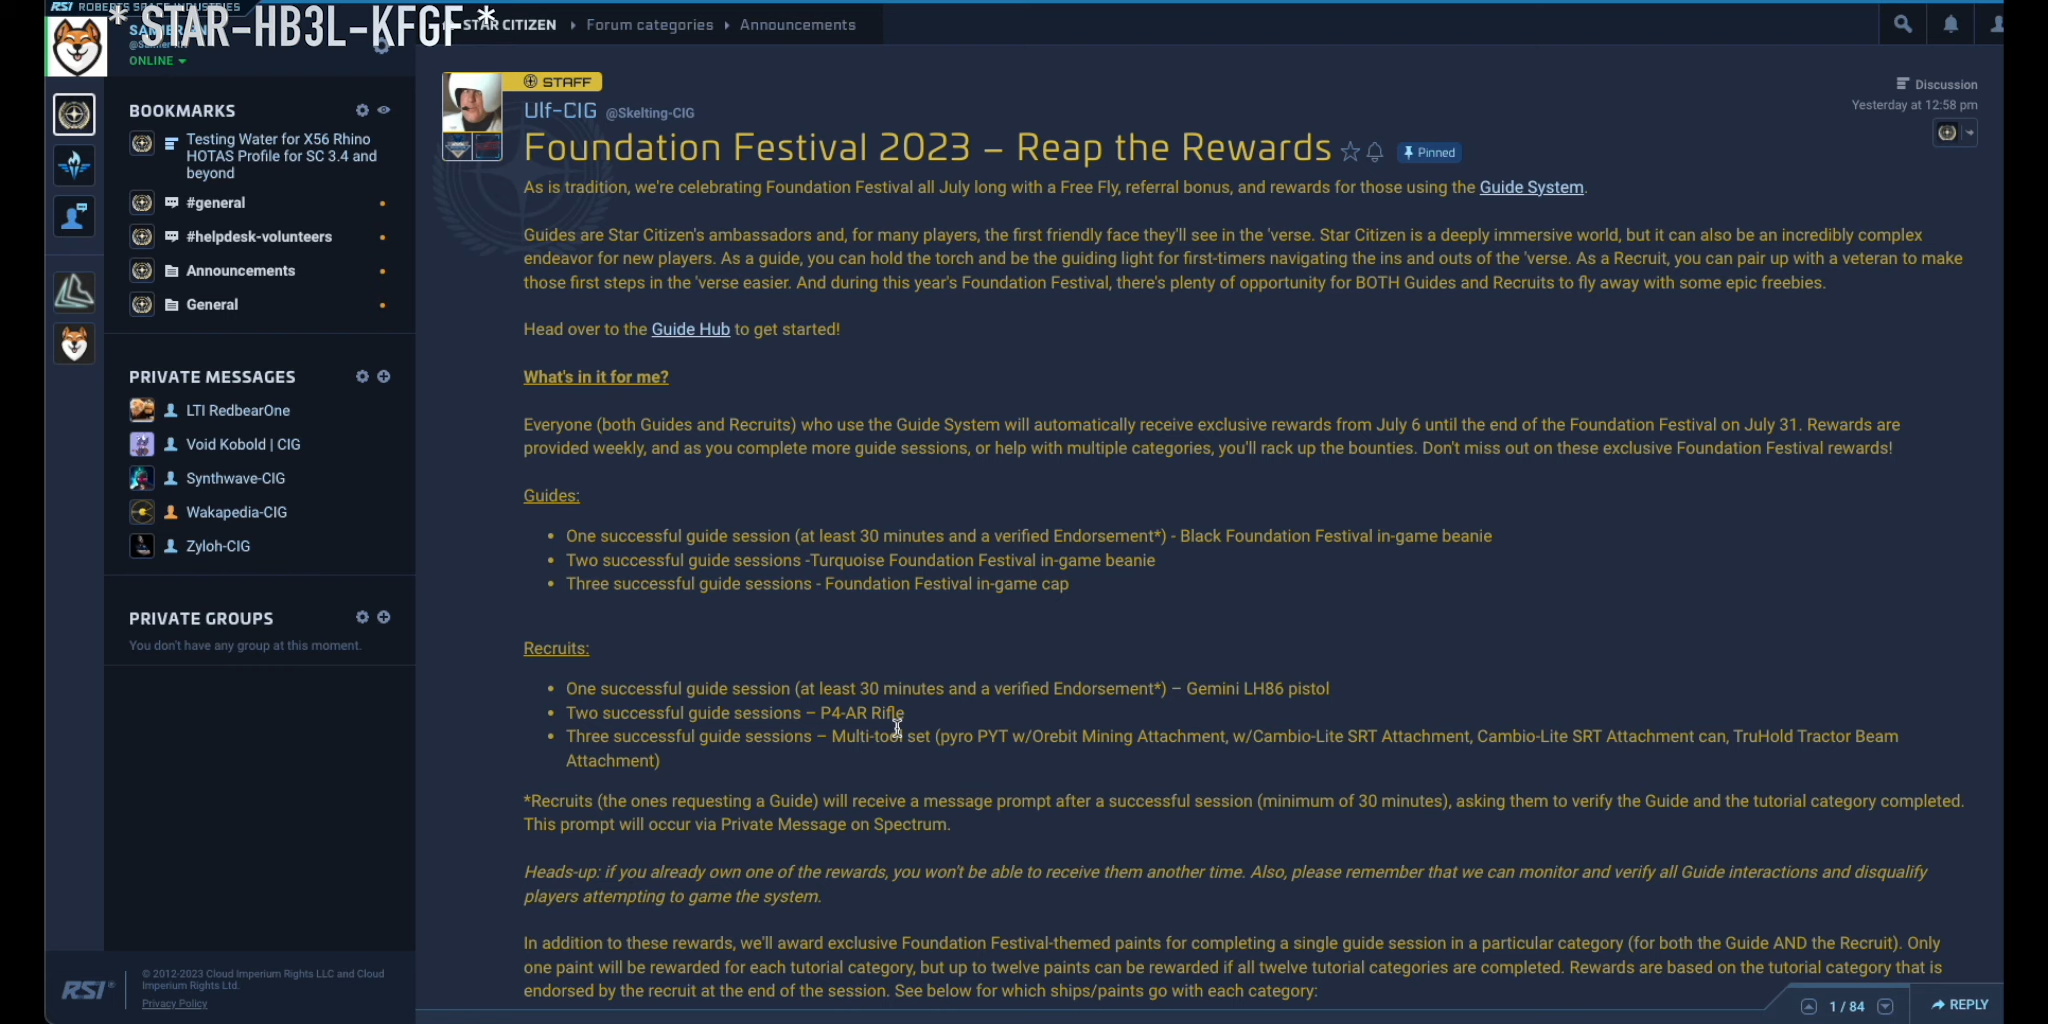 RSI ROBERTS SPACE INDUSTRIES
* STAR-HB3L-KFGF *
ONLINE
STAR CITIZEN Forum categories Announcements
BOOKMARKS
Testing Water for X56 Rhino
HOTAS Profile for SC 3.4 and
beyond
#general
#helpdesk-volunteers
Announcements
General
PRIVATE MESSAGES
LTI RedbearOne
Void Kobold | CIG
Synthwave-CIG
Wakapedia-CIG
Zyloh-CIG
PRIVATE GROUPS
You don't have any group at this moment.
RSI
© 2012-2023 Cloud Imperium Rights LLC and Cloud
Imperium Rights Ltd.
Privacy Policy
STAFF
Ulf-CIG @Skelting-CIG
Discussion
Yesterday at 12:58 pm
Foundation Festival 2023 – Reap the Rewards Pinned
As is tradition, we're celebrating Foundation Festival all July long with a Free Fly, referral bonus, and rewards for those using the Guide System.
Guides are Star Citizen's ambassadors and, for many players, the first friendly face they'll see in the 'verse. Star Citizen is a deeply immersive world, but it can also be an incredibly complex
endeavor for new players. As a guide, you can hold the torch and be the guiding light for first-timers navigating the ins and outs of the 'verse. As a Recruit, you can pair up with a veteran to make
those first steps in the 'verse easier. And during this year's Foundation Festival, there's plenty of opportunity for BOTH Guides and Recruits to fly away with some epic freebies.
Head over to the Guide Hub to get started!
What's in it for me?
Everyone (both Guides and Recruits) who use the Guide System will automatically receive exclusive rewards from July 6 until the end of the Foundation Festival on July 31. Rewards are
provided weekly, and as you complete more guide sessions, or help with multiple categories, you'll rack up the bounties. Don't miss out on these exclusive Foundation Festival rewards!
Guides:
• One successful guide session (at least 30 minutes and a verified Endorsement*) - Black Foundation Festival in-game beanie
• Two successful guide sessions -Turquoise Foundation Festival in-game beanie
• Three successful guide sessions - Foundation Festival in-game cap
Recruits:
• One successful guide session (at least 30 minutes and a verified Endorsement*) – Gemini LH86 pistol
• Two successful guide sessions – P4-AR Rifle
• Three successful guide sessions – Multi-tool set (pyro PYT w/Orebit Mining Attachment, w/Cambio-Lite SRT Attachment, Cambio-Lite SRT Attachment can, TruHold Tractor Beam
Attachment)
*Recruits (the ones requesting a Guide) will receive a message prompt after a successful session (minimum of 30 minutes), asking them to verify the Guide and the tutorial category completed.
This prompt will occur via Private Message on Spectrum.
Heads-up: if you already own one of the rewards, you won't be able to receive them another time. Also, please remember that we can monitor and verify all Guide interactions and disqualify
players attempting to game the system.
In addition to these rewards, we'll award exclusive Foundation Festival-themed paints for completing a single guide session in a particular category (for both the Guide AND the Recruit). Only
one paint will be rewarded for each tutorial category, but up to twelve paints can be rewarded if all twelve tutorial categories are completed. Rewards are based on the tutorial category that is
endorsed by the recruit at the end of the session. See below for which ships/paints go with each category:
1 / 84
REPLY